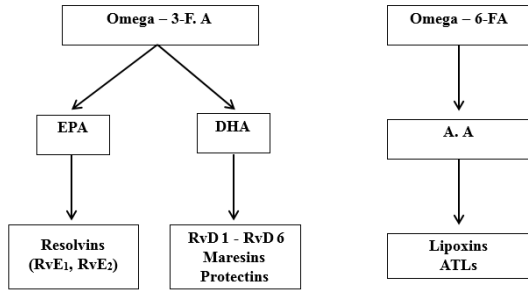 Omega – 3-F. A
Omega – 6-FA
EPA
DHA
A. A
Resolvins
(RvE₁, RvE₂)
RvD 1 - RvD 6
Maresins
Protectins
Lipoxins
ATLs